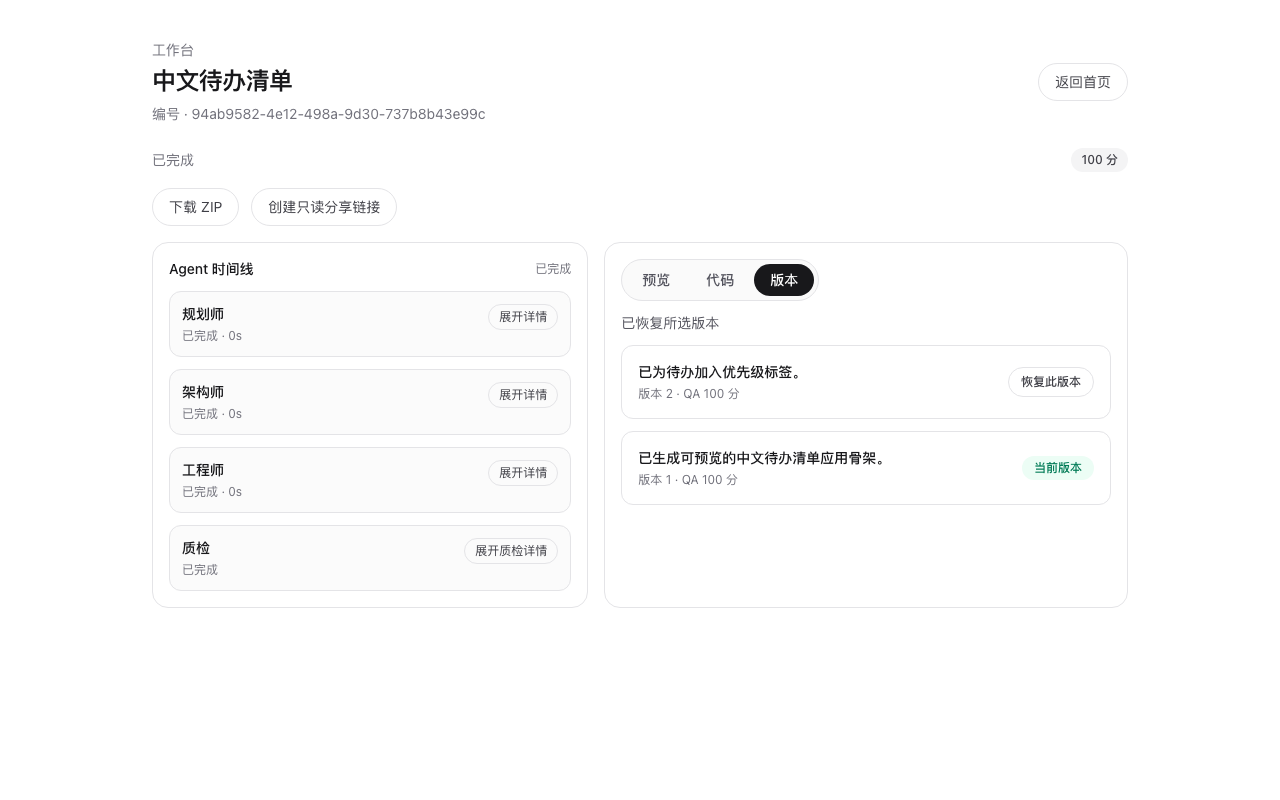 工作台
中文待办清单
编号 · 94ab9582-4e12-498a-9d30-737b8b43e99c
返回首页
已完成
100 分
下载 ZIP
创建只读分享链接
Agent 时间线
已完成
规划师
已完成 · 0s
展开详情
架构师
已完成 · 0s
展开详情
工程师
已完成 · 0s
展开详情
质检
已完成
展开质检详情
预览
代码
版本
已恢复所选版本
已为待办加入优先级标签。
版本 2 · QA 100 分
恢复此版本
已生成可预览的中文待办清单应用骨架。
版本 1 · QA 100 分
当前版本